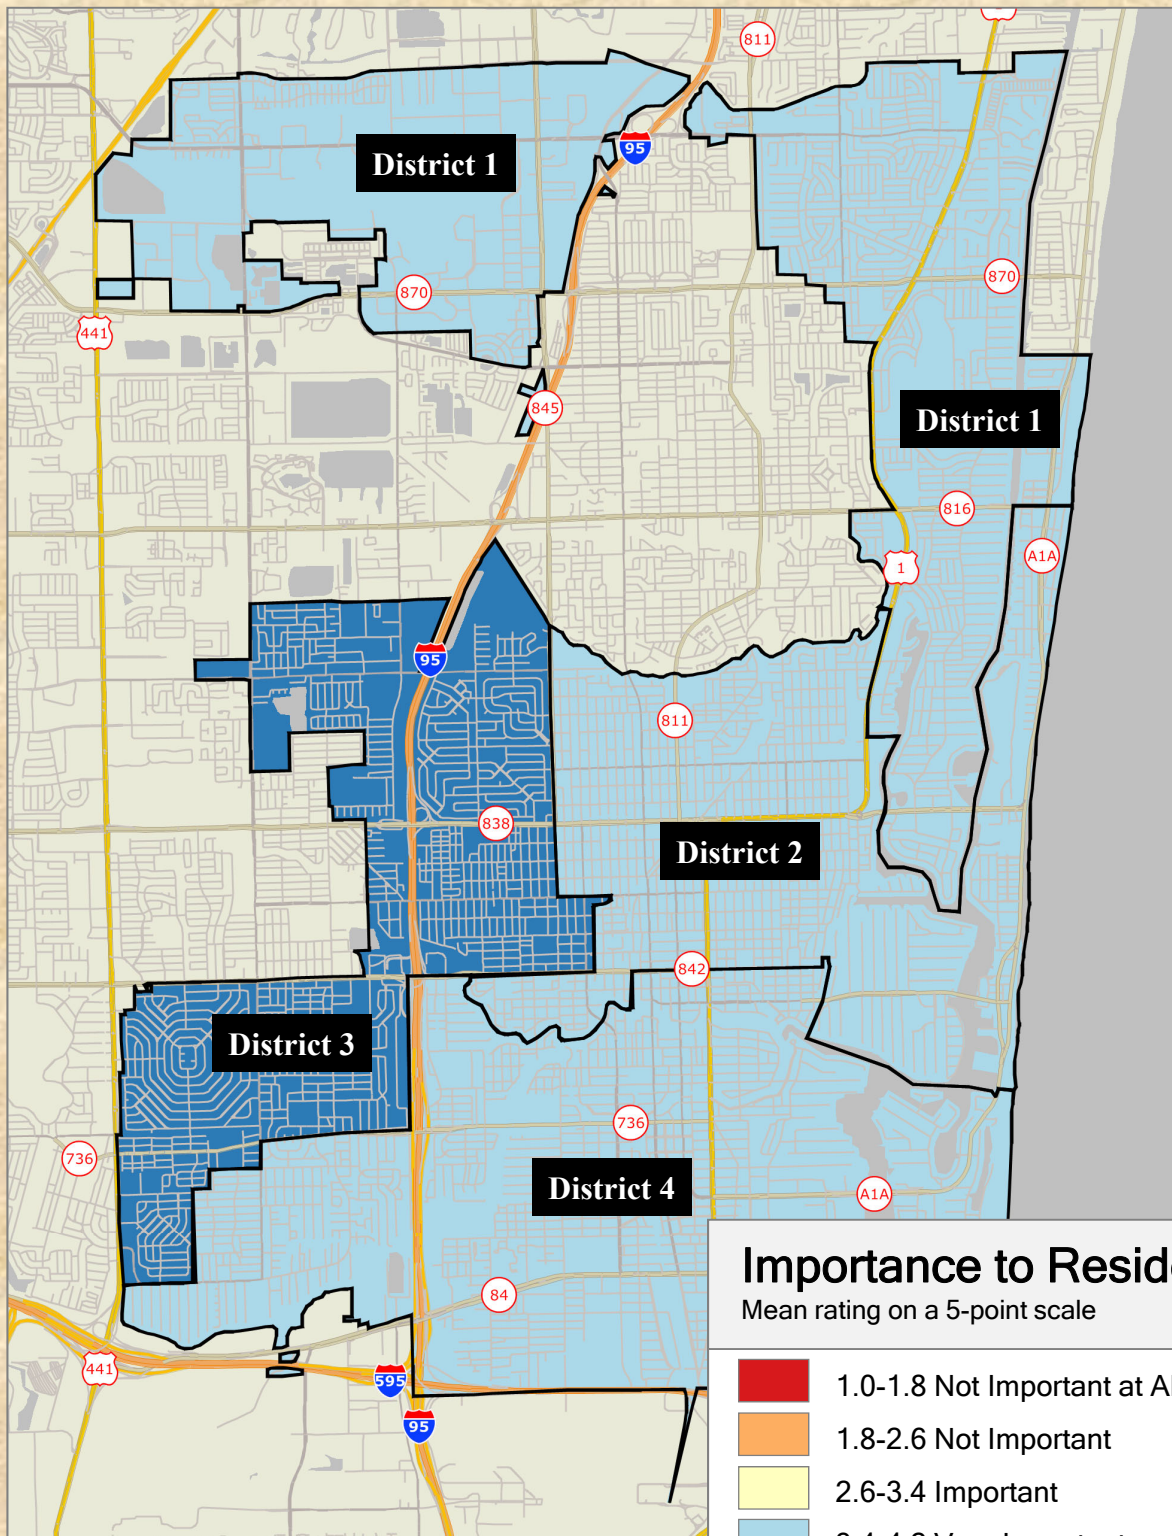 811
District 1
95
870
870
441
845
District 1
816
A1A
1
95
811
838
District 2
842
District 3
736
736
District 4
A1A
84
Importance to
Mean rating on a 5-point scale
441
595
95
1.0-1.8 Not Important at
1.8-2.6 Not Important
2.6-3.4 Important